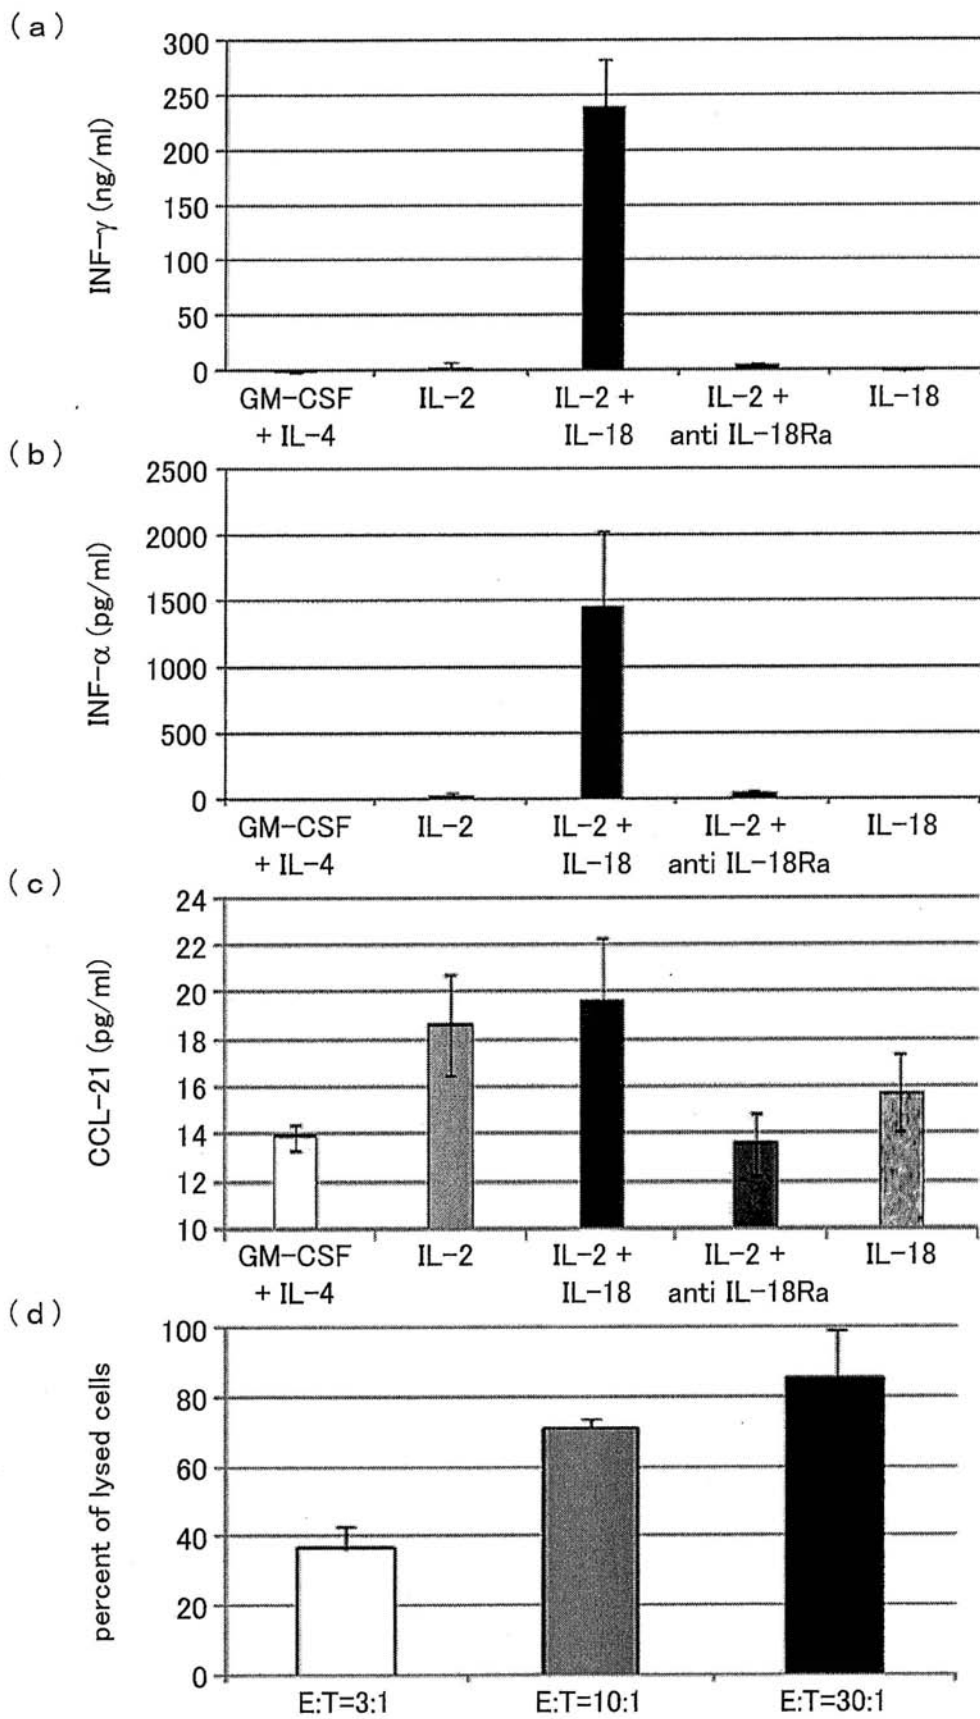 (a)
INF-γ (ng/ml)
300
250
200
150
100
50
0
GM-CSF + IL-4
IL-2
IL-2 + IL-18
IL-2 + anti IL-18Ra
IL-18
(b)
INF-α (pg/ml)
2500
2000
1500
1000
500
0
GM-CSF + IL-4
IL-2
IL-2 + IL-18
IL-2 + anti IL-18Ra
IL-18
(c)
CCL-21 (pg/ml)
24
22
20
18
16
14
12
10
GM-CSF + IL-4
IL-2
IL-2 + IL-18
IL-2 + anti IL-18Ra
IL-18
(d)
percent of lysed cells
100
80
60
40
20
0
E:T=3:1
E:T=10:1
E:T=30:1